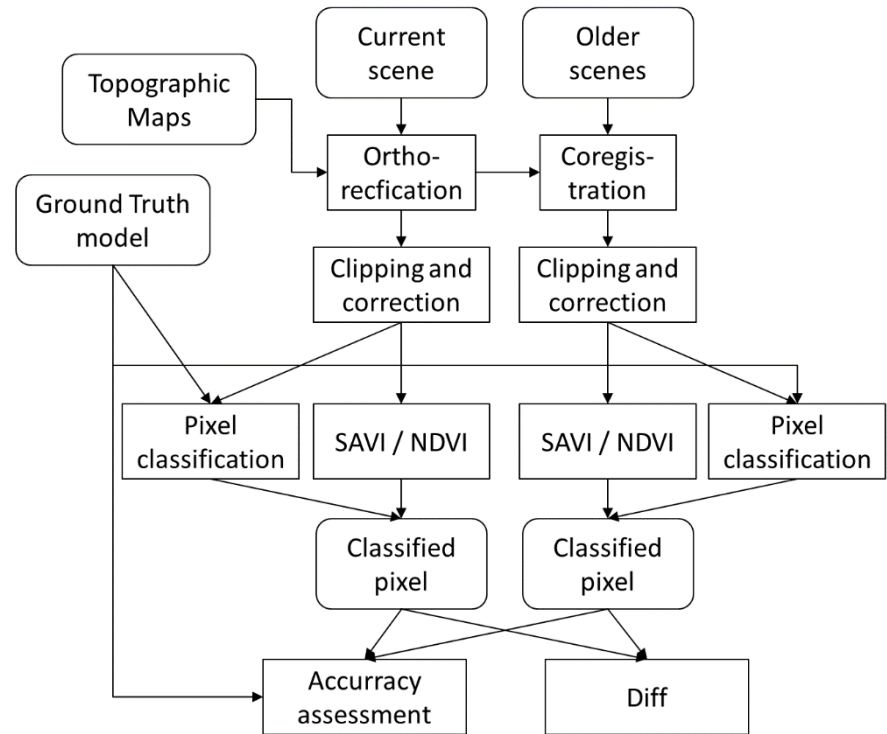 Current
scene
Older
scenes
Topographic
Maps
Ortho-
recfication
Coregis-
tration
Ground Truth
model
Clipping and
correction
Clipping and
correction
Pixel
classification
SAVI / NDVI
SAVI / NDVI
Pixel
classification
Classified
pixel
Classified
pixel
Accurracy
assessment
Diff